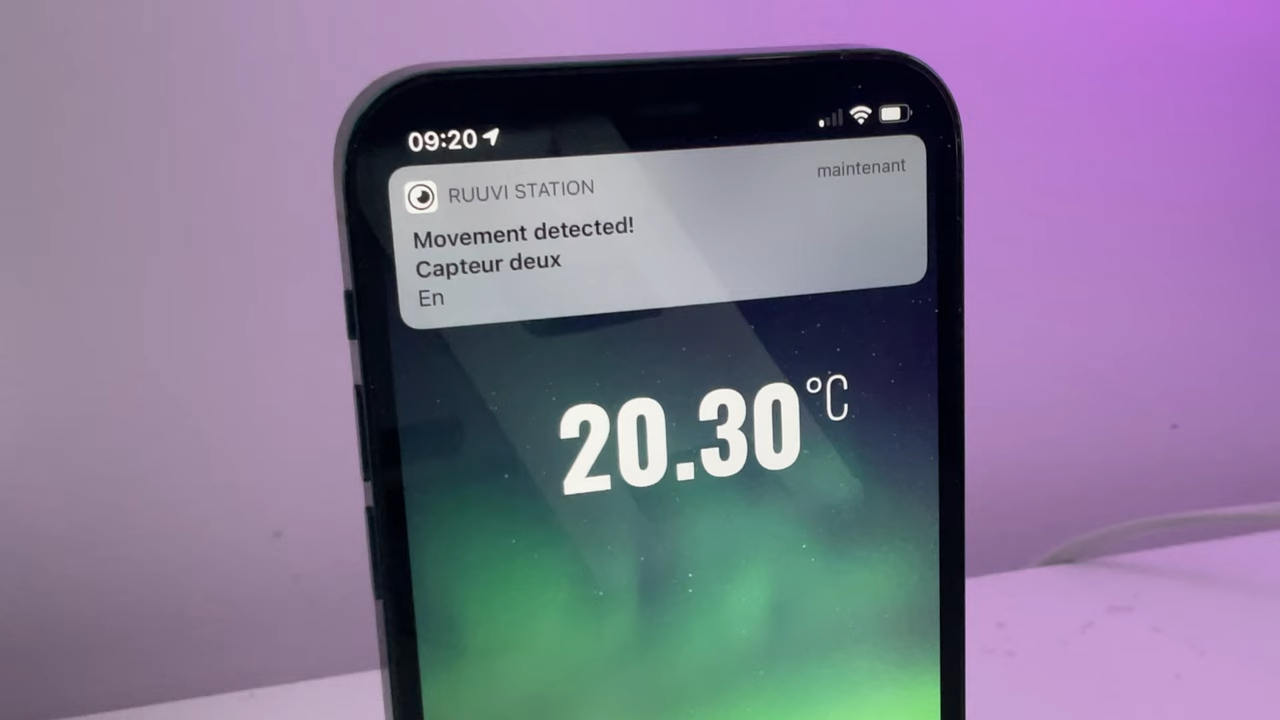 09:20
RUUVI STATION
maintenant
Movement detected!
Capteur deux
En
20.30 °C